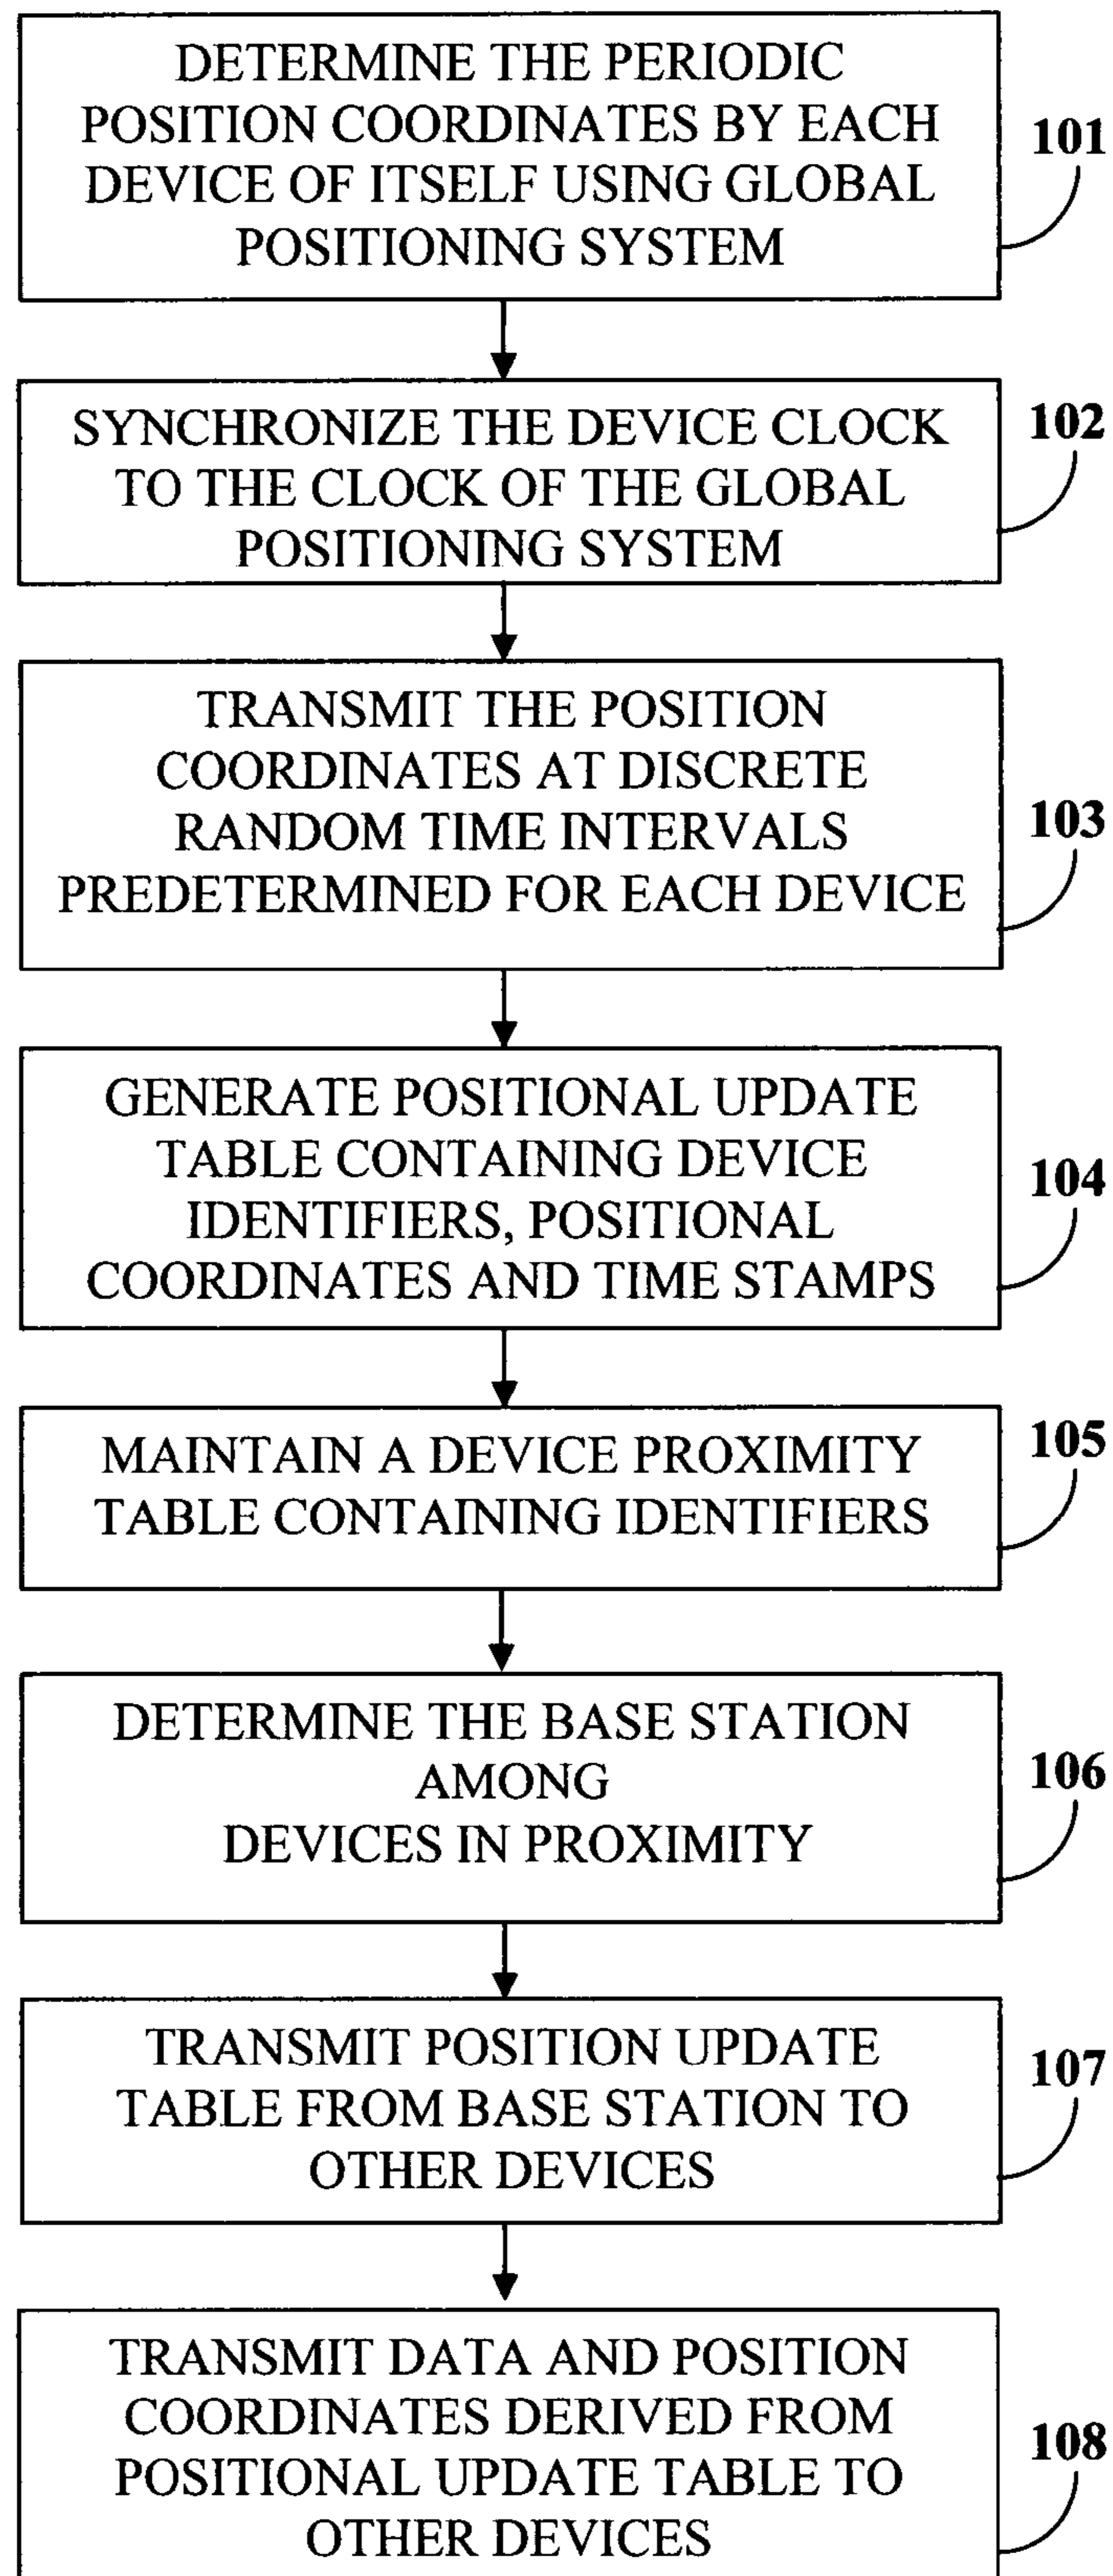 DETERMINE THE PERIODIC
POSITION COORDINATES BY EACH
DEVICE OF ITSELF USING GLOBAL
POSITIONING SYSTEM
101
SYNCHRONIZE THE DEVICE CLOCK
TO THE CLOCK OF THE GLOBAL
POSITIONING SYSTEM
102
TRANSMIT THE POSITION
COORDINATES AT DISCRETE
RANDOM TIME INTERVALS
PREDETERMINED FOR EACH DEVICE
103
GENERATE POSITIONAL UPDATE
TABLE CONTAINING DEVICE
IDENTIFIERS, POSITIONAL
COORDINATES AND TIME STAMPS
104
MAINTAIN A DEVICE PROXIMITY
TABLE CONTAINING IDENTIFIERS
105
DETERMINE THE BASE STATION
AMONG
DEVICES IN PROXIMITY
106
TRANSMIT POSITION UPDATE
TABLE FROM BASE STATION TO
OTHER DEVICES
107
TRANSMIT DATA AND POSITION
COORDINATES DERIVED FROM
POSITIONAL UPDATE TABLE TO
OTHER DEVICES
108